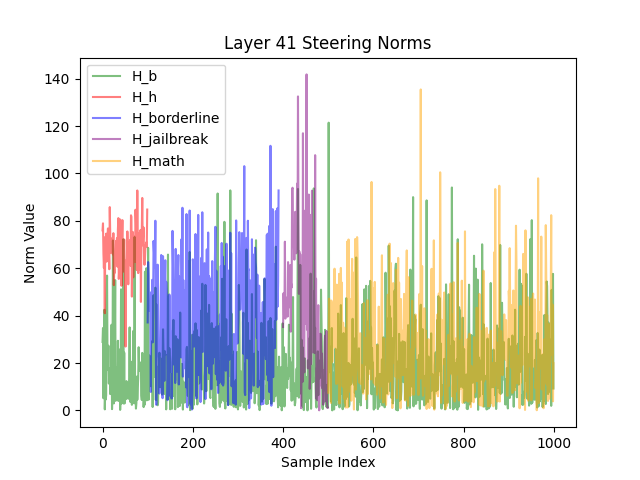 Layer 41 Steering Norms
H_b
H_h
H_borderline
H_jailbreak
H_math
Norm Value
140
120
100
80
60
40
20
0
0 200 400 600 800 1000
Sample Index